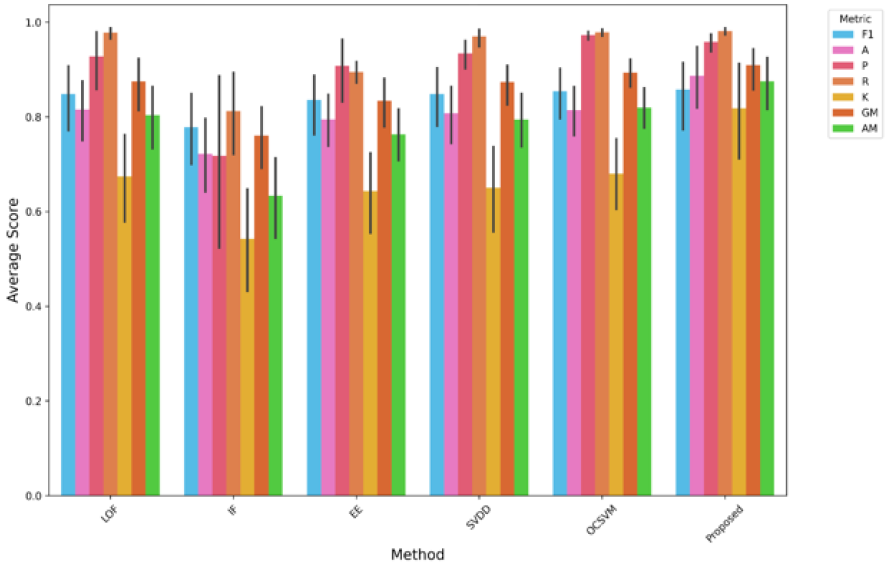 Metric
F1
A
P
R
K
GM
AM
Average Score
1.0
0.8
0.6
0.4
0.2
0.0
LOF
IF
EE
SVDD
OCSVM
Proposed
Method